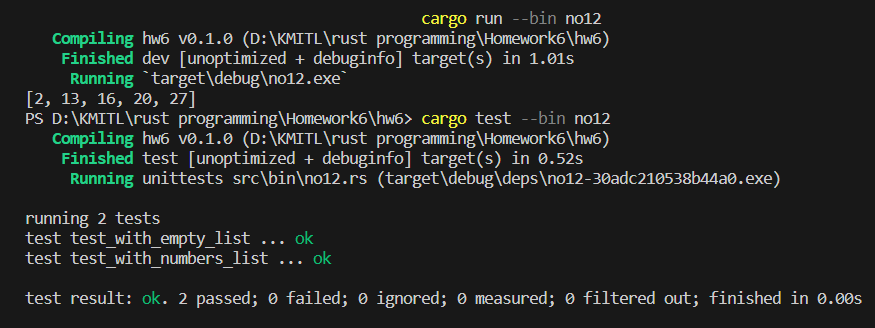 cargo run --bin no12
Compiling hw6 v0.1.0 (D:\KMITL\rust programming\Homework6\hw6)
Finished dev [unoptimized + debuginfo] target(s) in 1.01s
Running `target\debug\no12.exe`
[2, 13, 16, 20, 27]
PS D:\KMITL\rust programming\Homework6\hw6> cargo test --bin no12
Compiling hw6 v0.1.0 (D:\KMITL\rust programming\Homework6\hw6)
Finished test [unoptimized + debuginfo] target(s) in 0.52s
Running unittests src\bin\no12.rs (target\debug\deps\no12-30adc210538b44a0.exe)
running 2 tests
test test_with_empty_list ... ok
test test_with_numbers_list ... ok
test result: ok. 2 passed; 0 failed; 0 ignored; 0 measured; 0 filtered out; finished in 0.00s